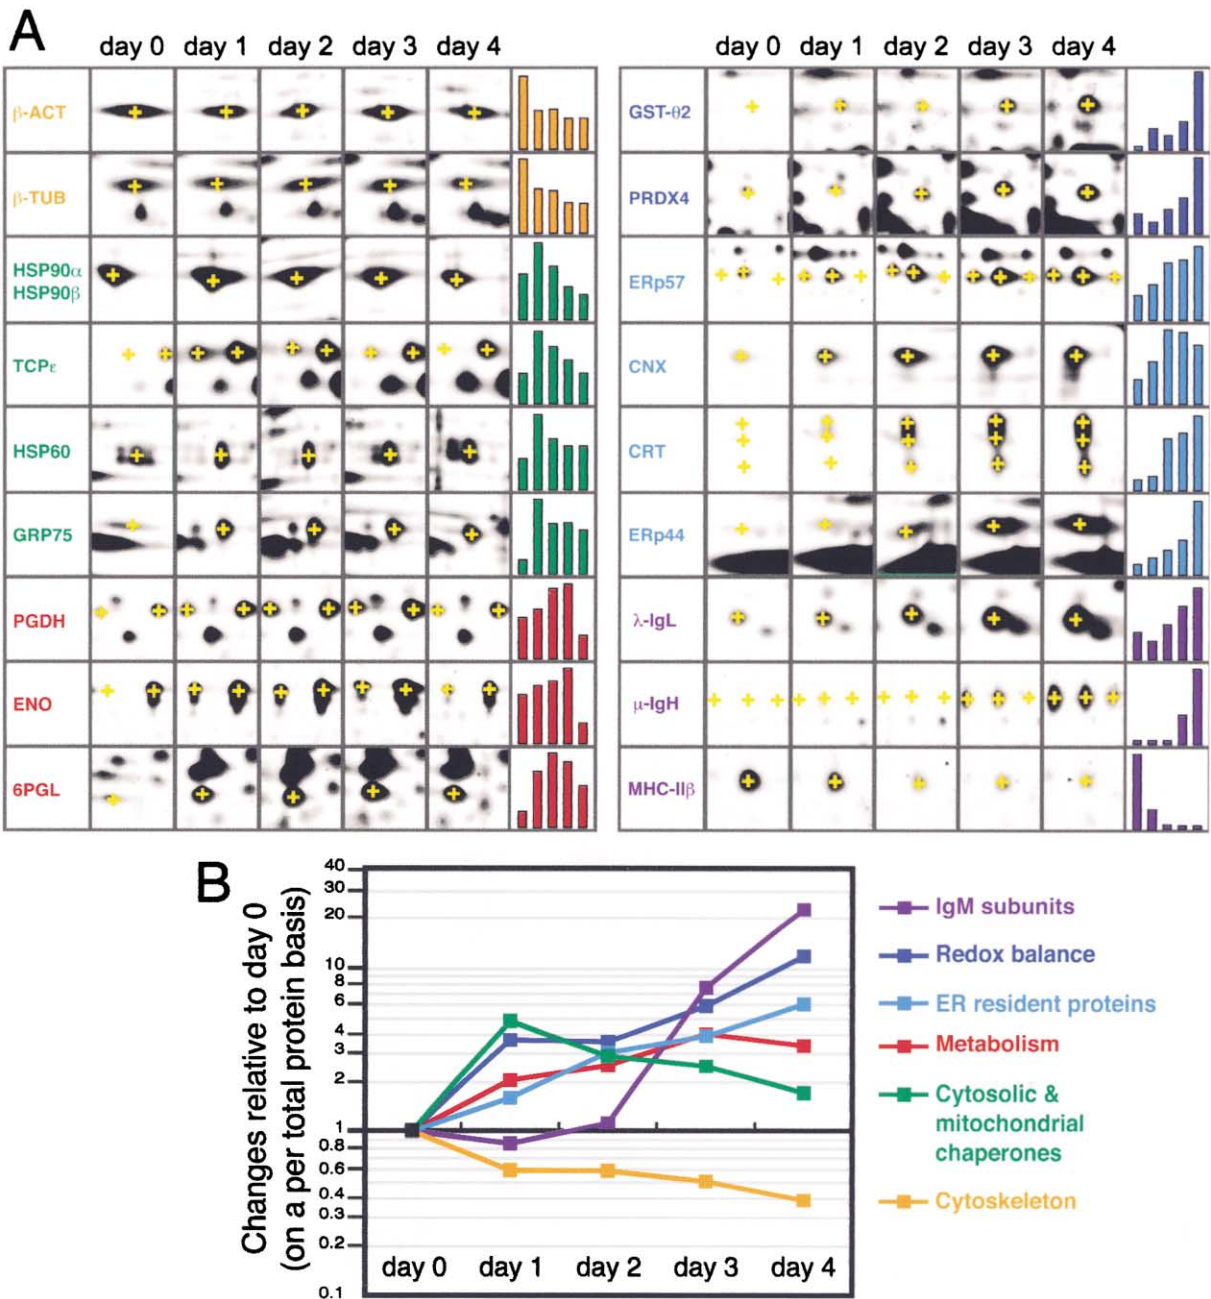 A
day 0 day 1 day 2 day 3 day 4
β-ACT
β-TUB
HSP90α
HSP90β
TCPε
HSP60
GRP75
PGDH
ENO
6PGL
day 0 day 1 day 2 day 3 day 4
GST-θ2
PRDX4
ERp57
CNX
CRT
ERp44
λ-IgL
μ-IgH
MHC-IIβ
B
Changes relative to day 0
(on a per total protein basis)
40
30
20
10
8
6
4
3
2
1
0.8
0.6
0.4
0.3
0.2
0.1
day 0 day 1 day 2 day 3 day 4
IgM subunits
Redox balance
ER resident proteins
Metabolism
Cytosolic &
mitochondrial
chaperones
Cytoskeleton